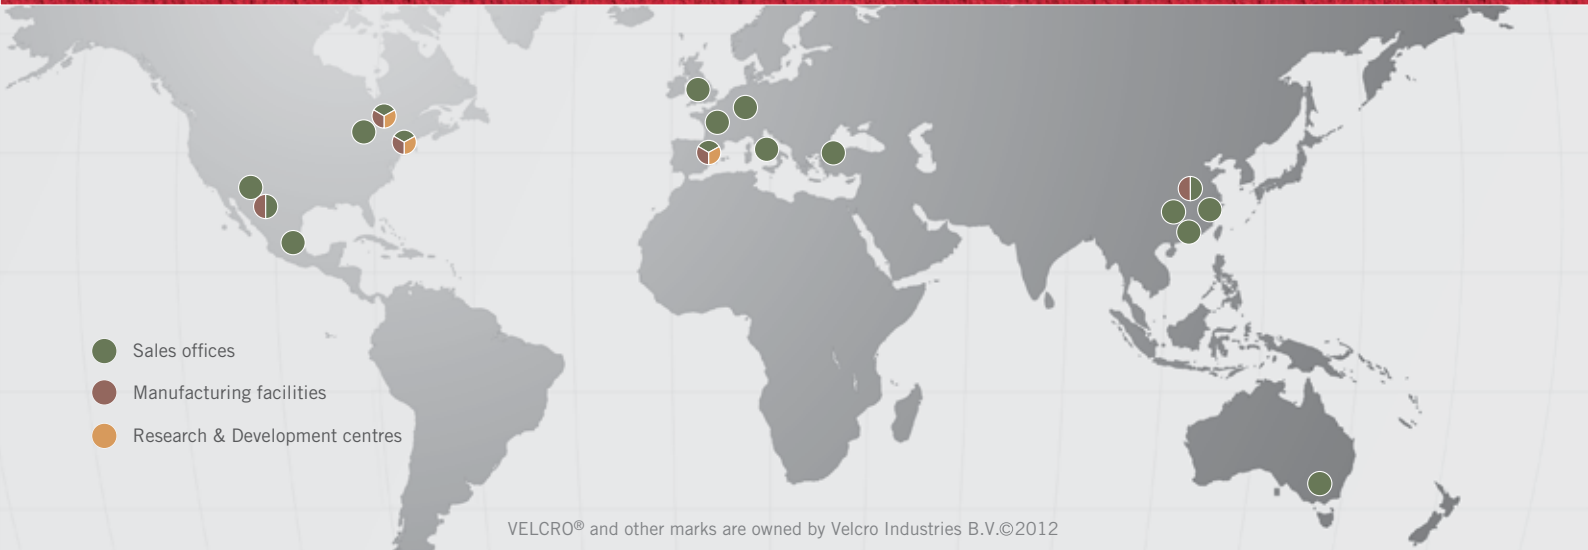 Sales offices
Manufacturing facilities
Research & Development centres
VELCRO® and other marks are owned by Velcro Industries B.V.©2012